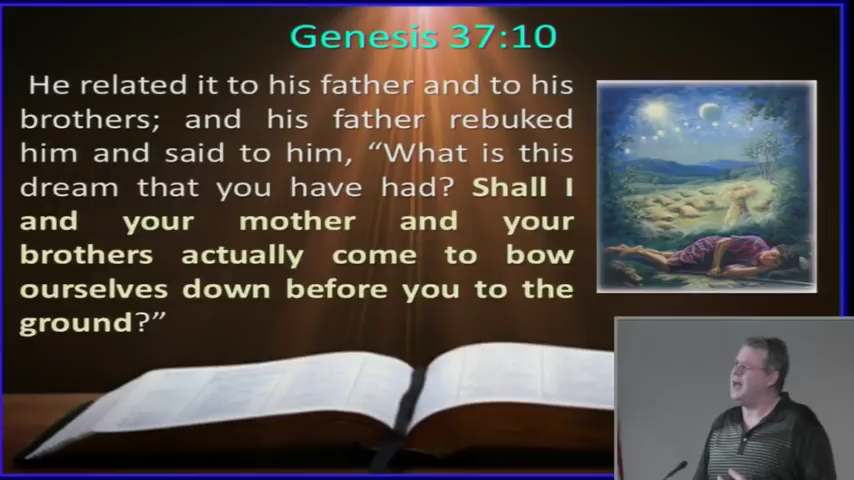 Genesis 37:10
He related it to his father and to his
brothers; and his father rebuked
him and said to him, “What is this
dream that you have had? Shall I
and your mother and your
brothers actually come to bow
ourselves down before you to the
ground?”